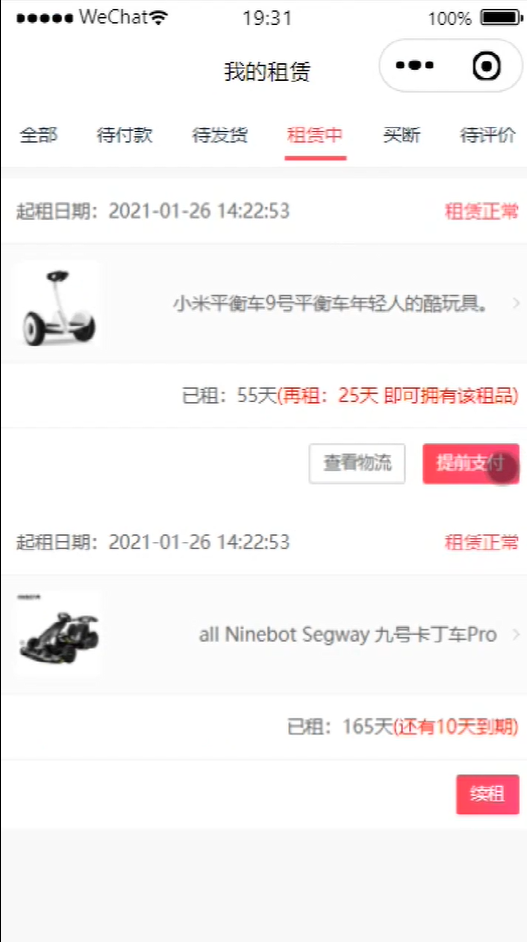 WeChat 19:31 100%
我的租赁
全部 待付款 待发货 租赁中 买断 待评价
起租日期：2021-01-26 14:22:53 租赁正常
小米平衡车9号平衡车年轻人的酷玩具。
已租：55天(再租：25天 即可拥有该租品)
查看物流 提前支付
起租日期：2021-01-26 14:22:53 租赁正常
all Ninebot Segway 九号卡丁车Pro
已租：165天(还有10天到期)
续租